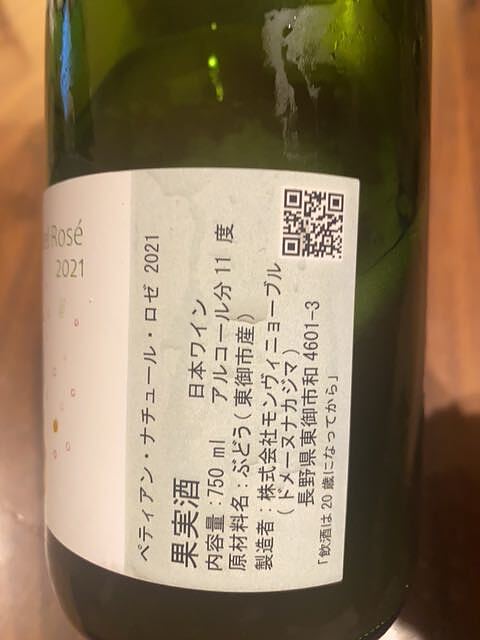 Rosé
2021
ペティアン・ナチュール・ロゼ 2021
果実酒　日本ワイン
内容量：750 ml　アルコール分 11 度
原材料名：ぶどう（東御市産）
製造者：株式会社モンヴィニョーブル
（ドメーヌナカジマ）
長野県東御市和 4601-3
「飲酒は 20 歳になってから」